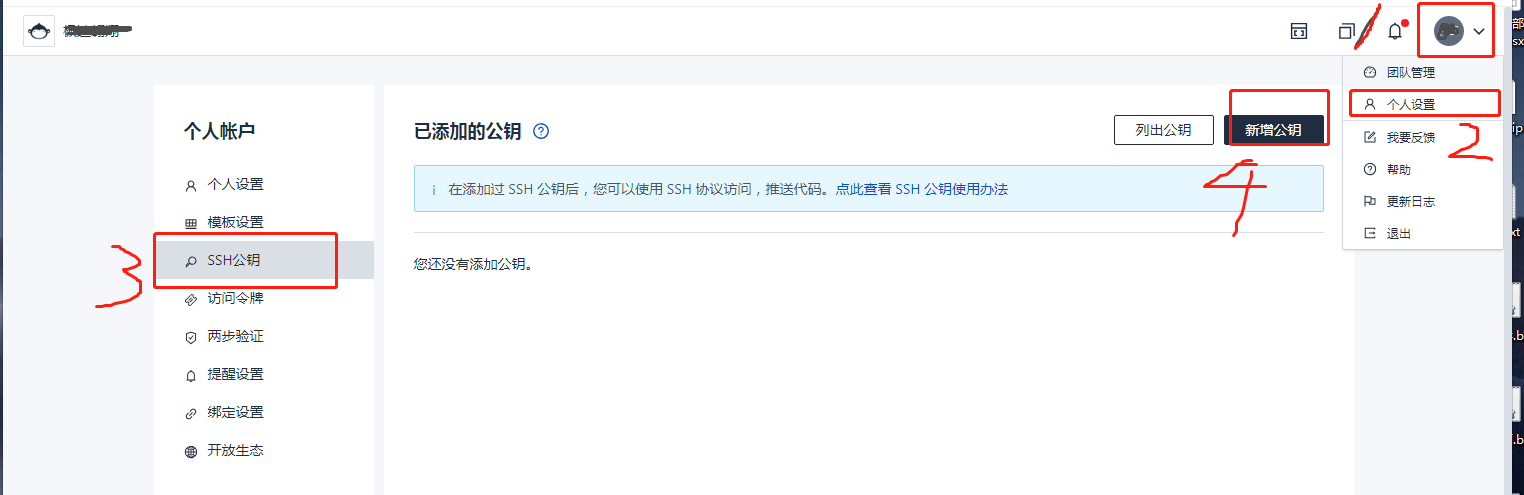 团队管理
个人设置
我要反馈
帮助
更新日志
退出
1
2
个人帐户
个人设置
模板设置
SSH公钥
访问令牌
两步验证
提醒设置
绑定设置
开放生态
3
已添加的公钥
列出公钥
新增公钥
4
在添加过 SSH 公钥后，您可以使用 SSH 协议访问，推送代码。点此查看 SSH 公钥使用办法
您还没有添加公钥。
部
sx
ip
xt
.b
.b